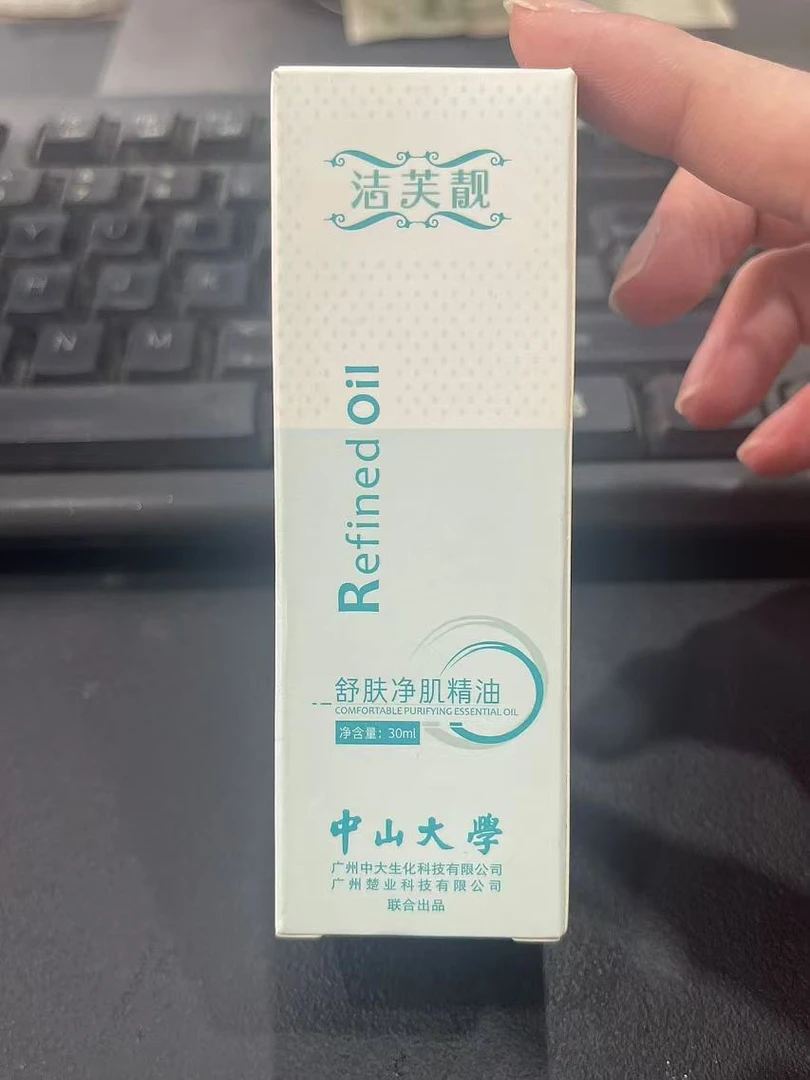 洁芙靓
Refined Oil
舒肤净肌精油
COMFORTABLE PURIFYING ESSENTIAL OIL
净含量：30ml
中山大學
广州中大生化科技有限公司
广州楚业科技有限公司
联合出品
N
M